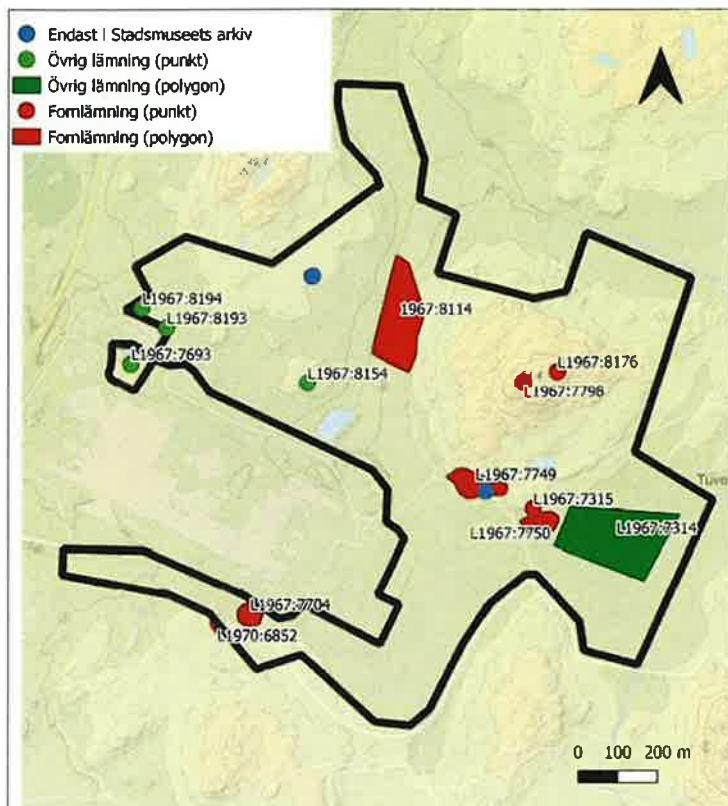 Endast i Stadsmuseets arkiv
Övrig lämning (punkt)
Övrig lämning (polygon)
Fornlämning (punkt)
Fornlämning (polygon)
L1967:8194
L1967:8193
1967:8114
L1967:7693
L1967:8176
L1967:8154
L1967:7798
L1967:7749
Tuvo
L1967:7315
L1967:7314
L1967:7750
L1967:7704
L1970:6852
0 100 200 m